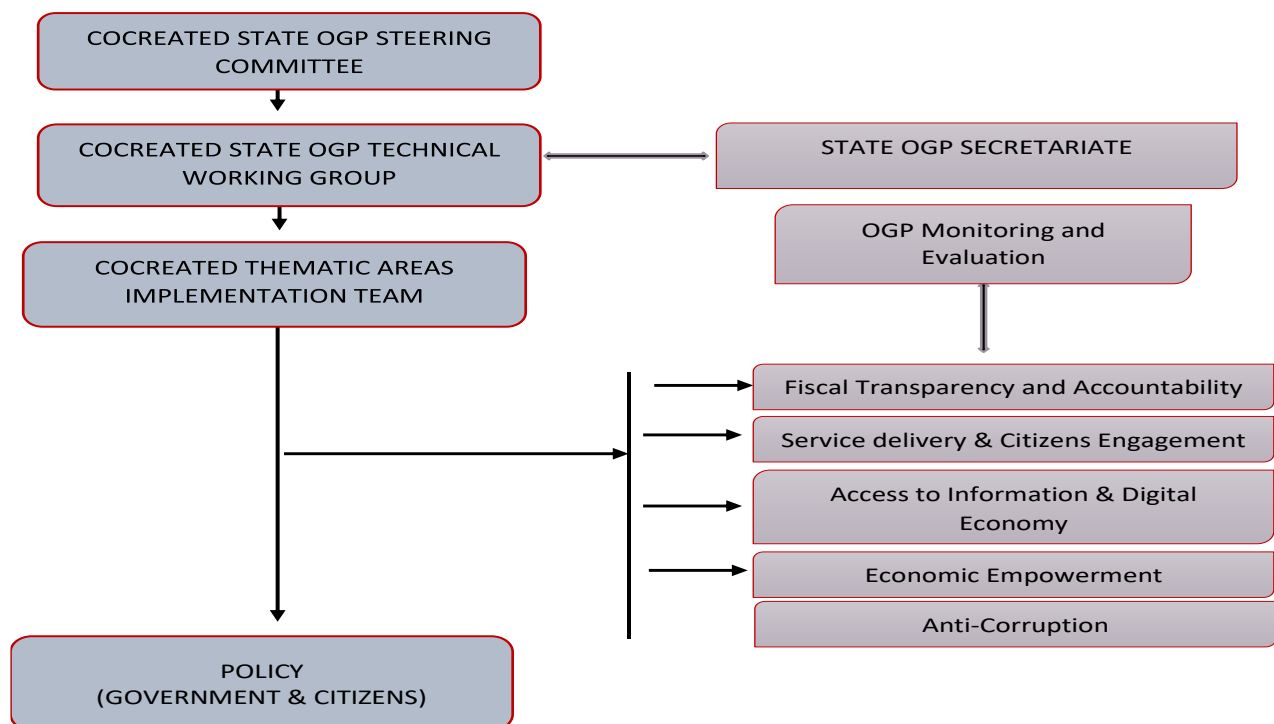 COCREATED STATE OGP STEERING
COMMITTEE
COCREATED STATE OGP TECHNICAL
WORKING GROUP
STATE OGP SECRETARIATE
OGP Monitoring and
Evaluation
COCREATED THEMATIC AREAS
IMPLEMENTATION TEAM
Fiscal Transparency and Accountability
Service delivery & Citizens Engagement
Access to Information & Digital
Economy
Economic Empowerment
Anti-Corruption
POLICY
(GOVERNMENT & CITIZENS)